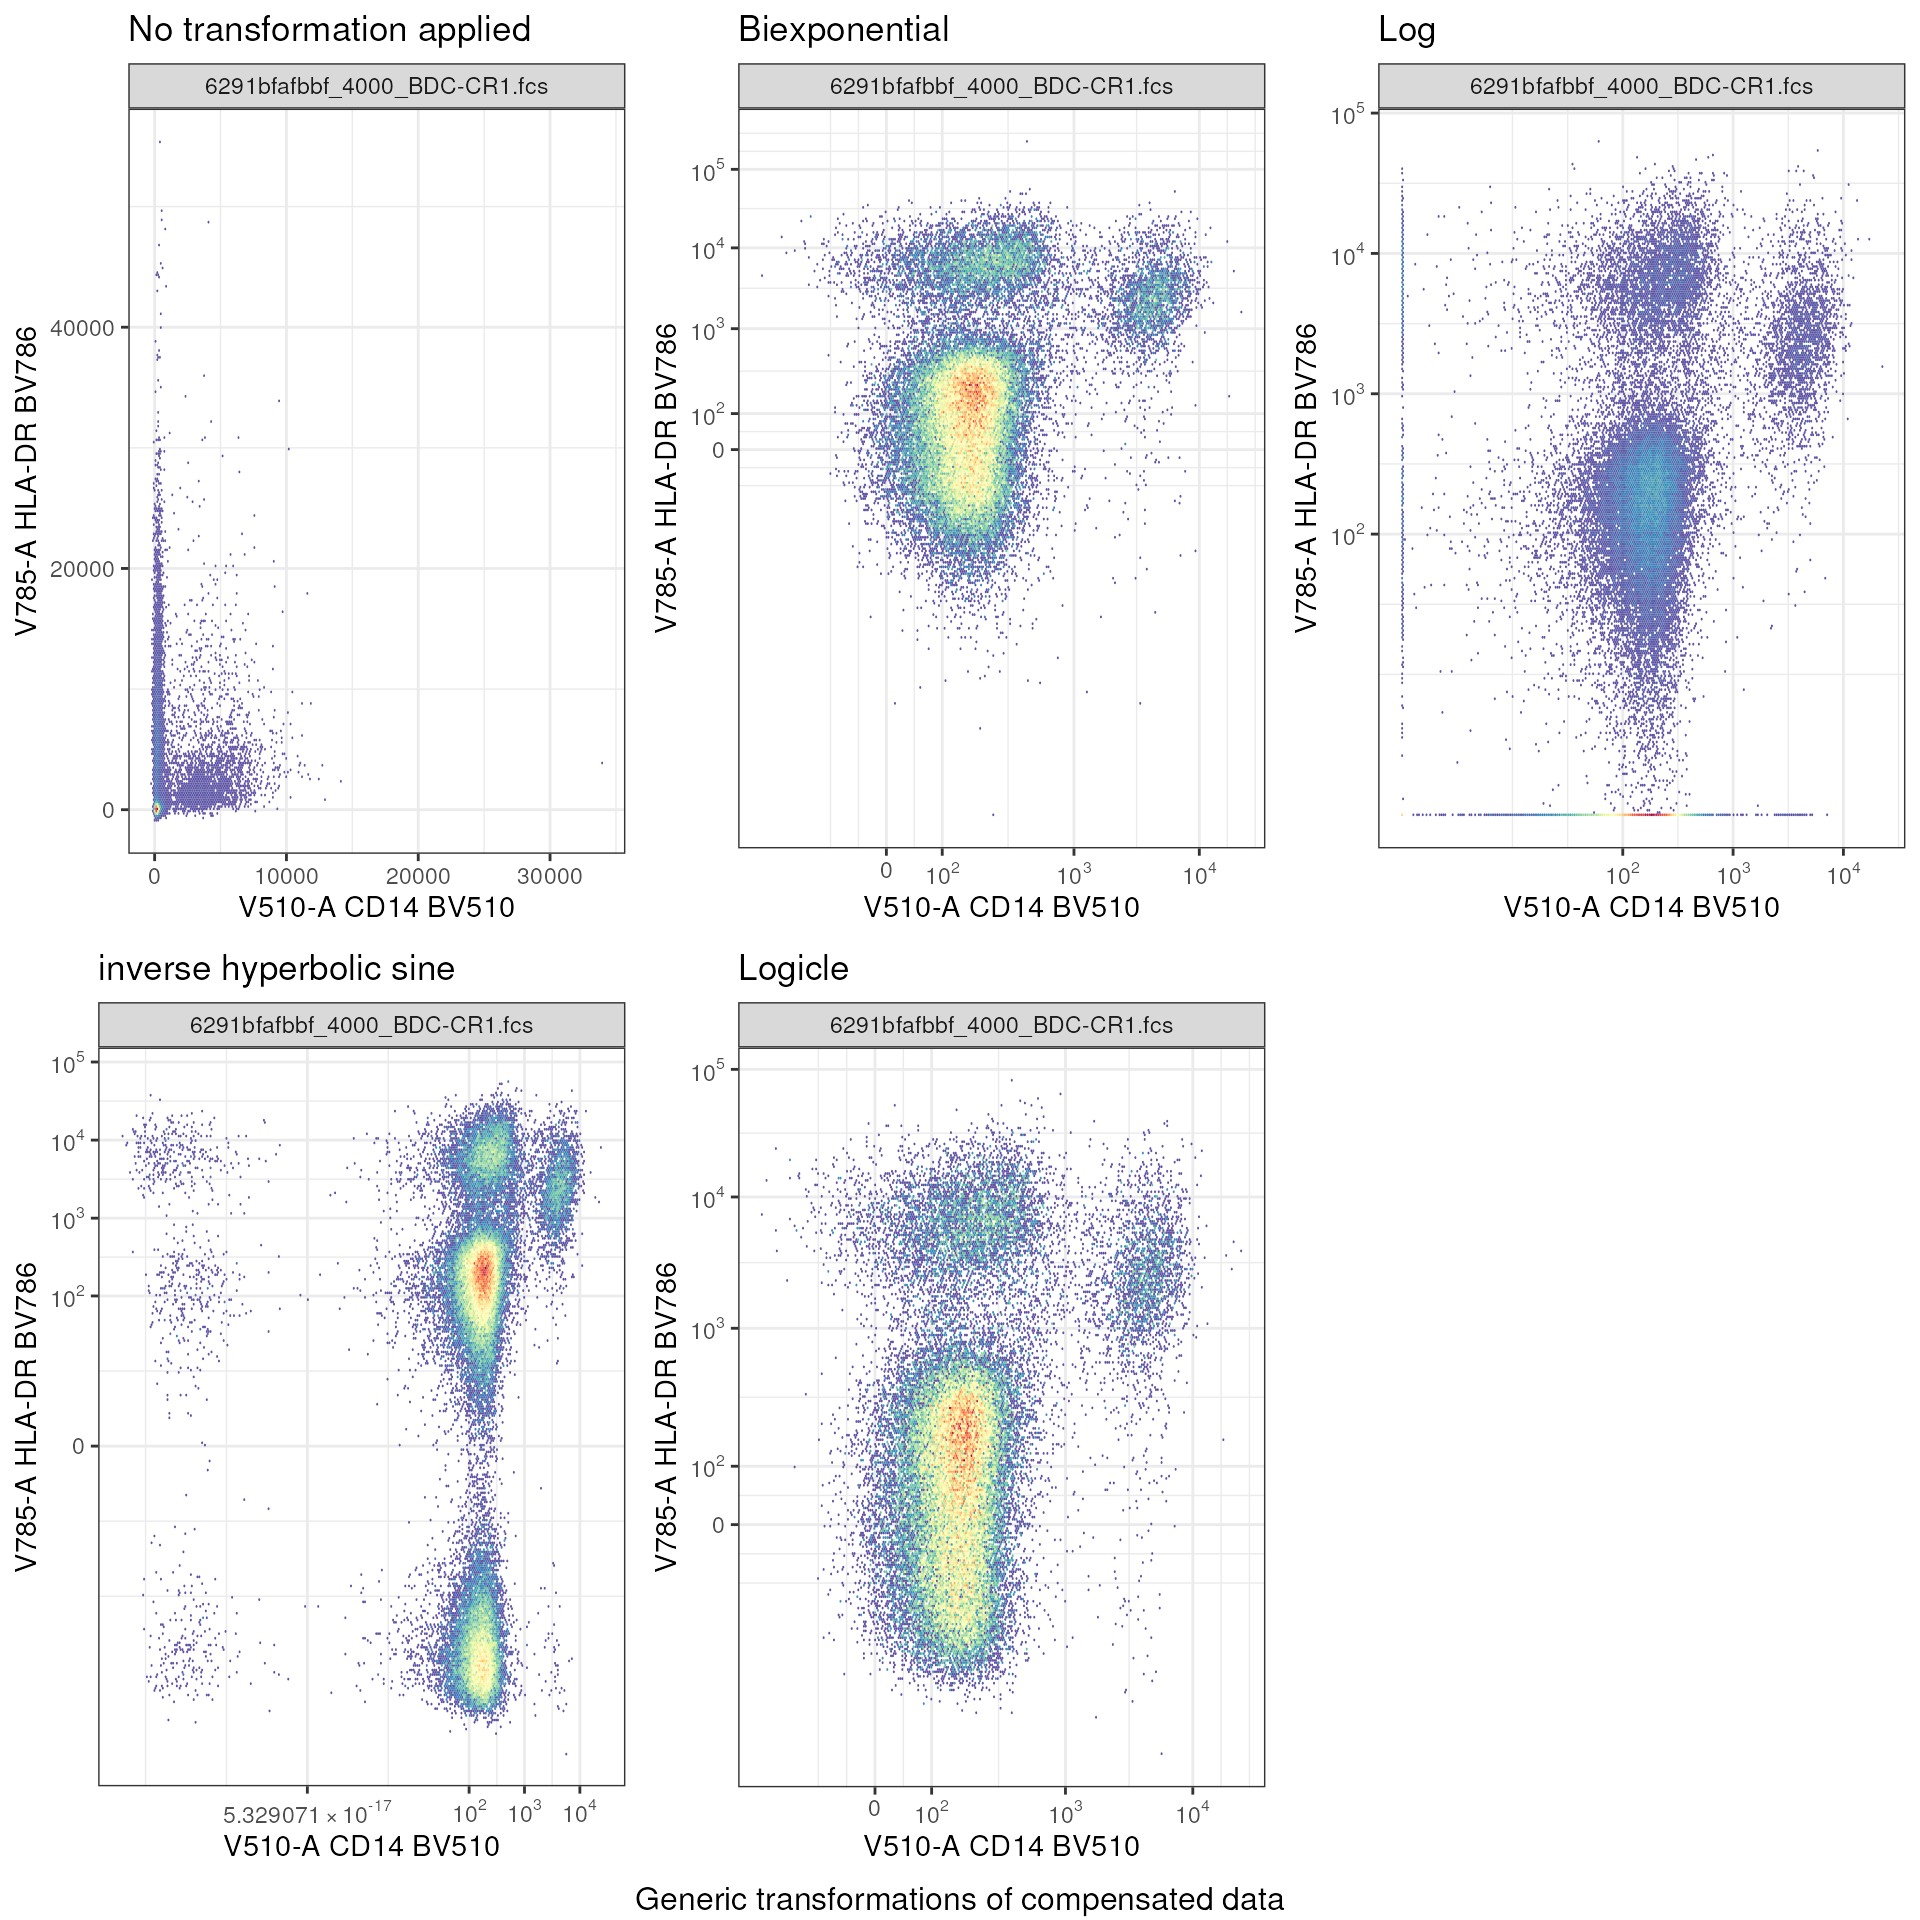 No transformation applied
6291bfafbbf_4000_BDC-CR1.fcs
V785-A HLA-DR BV786
40000
20000
0
0 10000 20000 30000
V510-A CD14 BV510
Biexponential
6291bfafbbf_4000_BDC-CR1.fcs
V785-A HLA-DR BV786
10^5
10^4
10^3
10^2
0
0 10^2 10^3 10^4
V510-A CD14 BV510
Log
6291bfafbbf_4000_BDC-CR1.fcs
V785-A HLA-DR BV786
10^5
10^4
10^3
10^2
10^2 10^3 10^4
V510-A CD14 BV510
inverse hyperbolic sine
6291bfafbbf_4000_BDC-CR1.fcs
V785-A HLA-DR BV786
10^5
10^4
10^3
10^2
0
5.329071 × 10^-17 10^2 10^3 10^4
V510-A CD14 BV510
Logicle
6291bfafbbf_4000_BDC-CR1.fcs
V785-A HLA-DR BV786
10^5
10^4
10^3
10^2
0
0 10^2 10^3 10^4
V510-A CD14 BV510
Generic transformations of compensated data